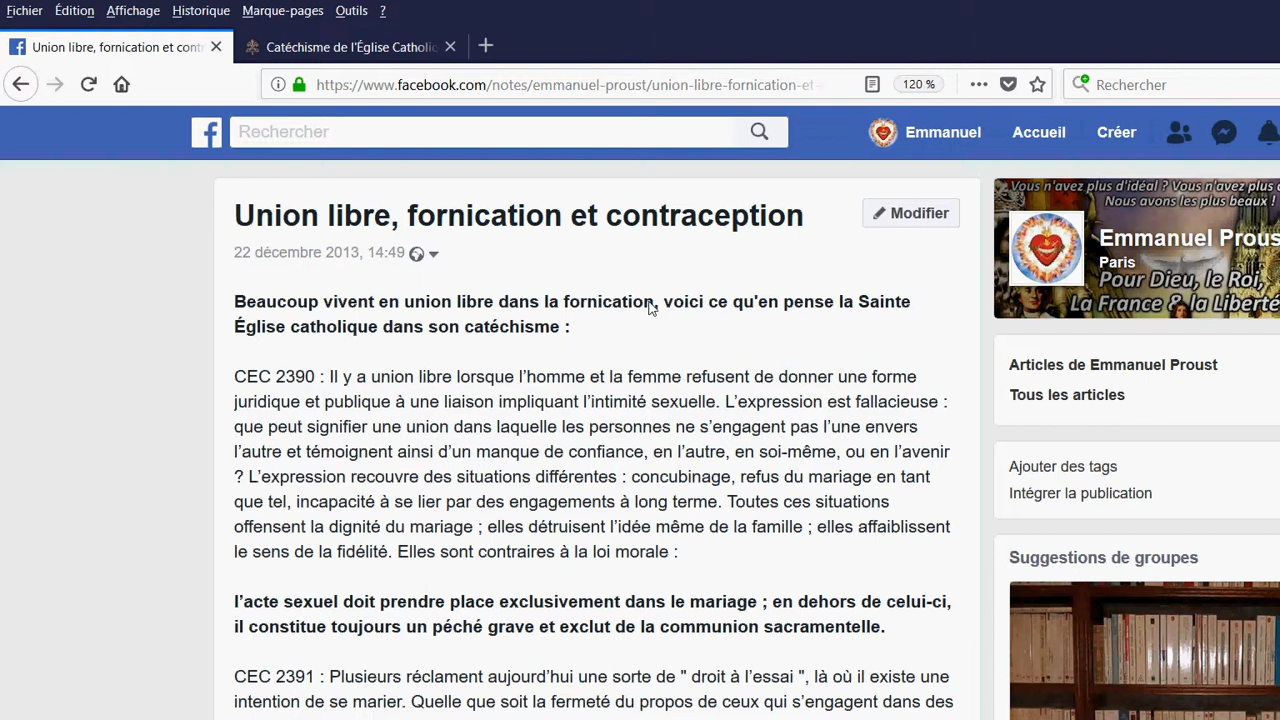 Fichier Édition Affichage Historique Marque-pages Outils ?
Union libre, fornication et cont
Catéchisme de l'Église Catholic
https://www.facebook.com/notes/emmanuel-proust/union-libre-fornication-et-
120 %
Rechercher
Rechercher
Emmanuel
Accueil
Créer
Union libre, fornication et contraception
Modifier
22 décembre 2013, 14:49
Beaucoup vivent en union libre dans la fornication, voici ce qu'en pense la Sainte
Église catholique dans son catéchisme :
CEC 2390 : Il y a union libre lorsque l'homme et la femme refusent de donner une forme
juridique et publique à une liaison impliquant l'intimité sexuelle. L'expression est fallacieuse :
que peut signifier une union dans laquelle les personnes ne s'engagent pas l'une envers
l'autre et témoignent ainsi d'un manque de confiance, en l'autre, en soi-même, ou en l'avenir
? L'expression recouvre des situations différentes : concubinage, refus du mariage en tant
que tel, incapacité à se lier par des engagements à long terme. Toutes ces situations
offensent la dignité du mariage ; elles détruisent l'idée même de la famille ; elles affaiblissent
le sens de la fidélité. Elles sont contraires à la loi morale :
l'acte sexuel doit prendre place exclusivement dans le mariage ; en dehors de celui-ci,
il constitue toujours un péché grave et exclut de la communion sacramentelle.
CEC 2391 : Plusieurs réclament aujourd'hui une sorte de " droit à l'essai ", là où il existe une
intention de se marier. Quelle que soit la fermeté du propos de ceux qui s'engagent dans des
Vous n'avez plus d'idéal ? Vous n'avez plus
Nous avons les plus beaux !
Emmanuel Prous
Paris
Pour Dieu, le Roi,
La France & la Liberté
Articles de Emmanuel Proust
Tous les articles
Ajouter des tags
Intégrer la publication
Suggestions de groupes